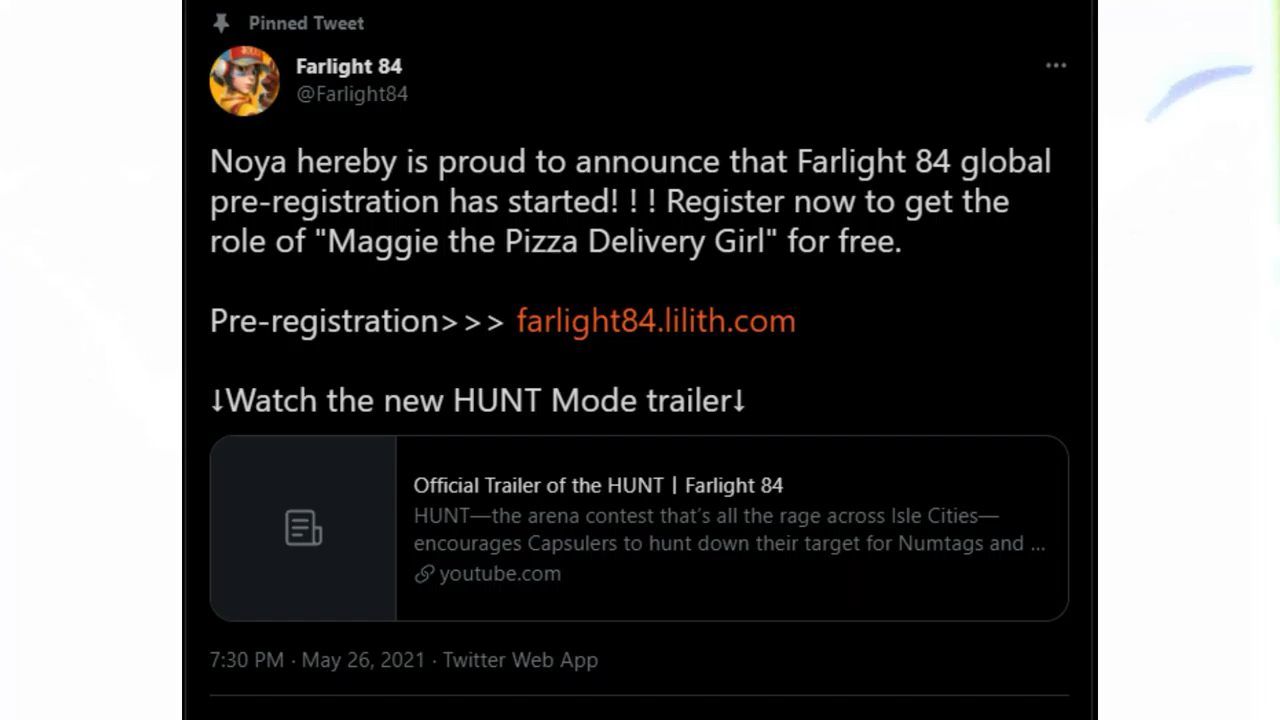 Pinned Tweet
Farlight 84
@Farlight84
Noya hereby is proud to announce that Farlight 84 global
pre-registration has started! ! ! Register now to get the
role of "Maggie the Pizza Delivery Girl" for free.
Pre-registration>>> farlight84.lilith.com
↓Watch the new HUNT Mode trailer↓
Official Trailer of the HUNT | Farlight 84
HUNT—the arena contest that's all the rage across Isle Cities—
encourages Capsulers to hunt down their target for Numtags and ...
youtube.com
7:30 PM · May 26, 2021 · Twitter Web App